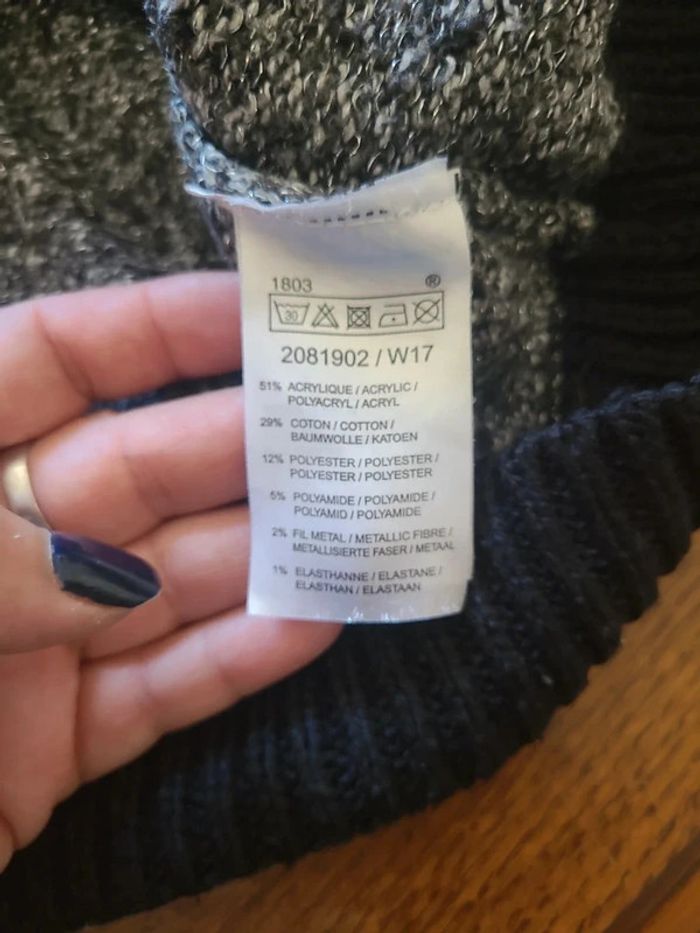 1803 ®
30
2081902 / W17
51% ACRYLIQUE / ACRYLIC /
POLYACRYL / ACRYL
29% COTON / COTTON /
BAUMWOLLE / KATOEN
12% POLYESTER / POLYESTER /
POLYESTER / POLYESTER
5% POLYAMIDE / POLYAMIDE /
POLYAMID / POLYAMIDE
2% FIL METAL / METALLIC FIBRE /
METALLISIERTE FASER / METAAL
1% ELASTHANNE / ELASTANE /
ELASTHAN / ELASTAAN